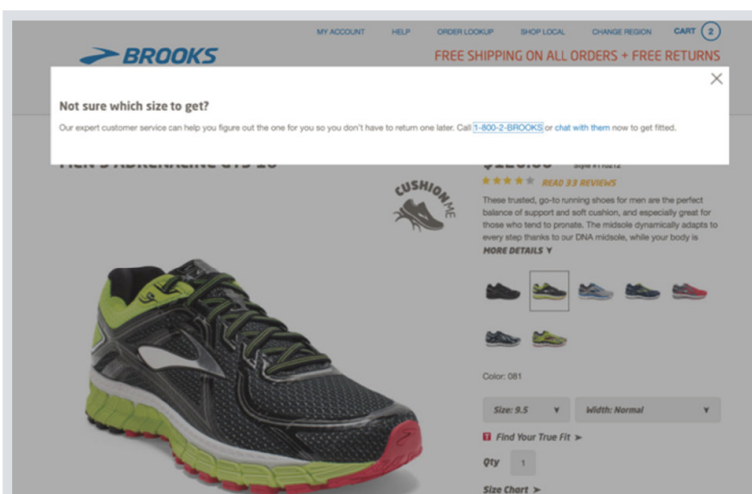 MY ACCOUNT HELP ORDER LOOKUP SHOP LOCAL CHANGE REGION CART 2
BROOKS
FREE SHIPPING ON ALL ORDERS + FREE RETURNS
Not sure which size to get?
Our expert customer service can help you figure out the one for you so you don't have to return one later. Call 1-800-2-BROOKS or chat with them now to get fitted.
CUSHION ME
READ 33 REVIEWS
These trusted, go-to running shoes for men are the perfect
balance of support and soft cushion, and especially great for
those who tend to pronate. The midsole dynamically adapts to
every step thanks to our DNA midsole, while your body is
MORE DETAILS
Color: 081
Size: 9.5 Width: Normal
Find Your True Fit
Qty 1
Size Chart